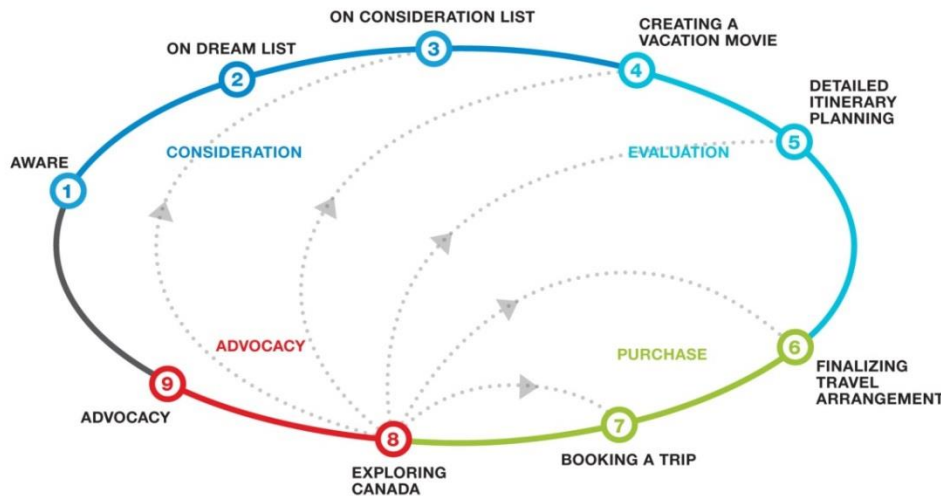 ON CONSIDERATION LIST
3
CREATING A
VACATION MOVIE
4
ON DREAM LIST
2
DETAILED
ITINERARY
PLANNING
5
AWARE
1
CONSIDERATION
EVALUATION
ADVOCACY
PURCHASE
6
FINALIZING
TRAVEL
ARRANGEMENT
9
ADVOCACY
8
EXPLORING
CANADA
7
BOOKING A TRIP